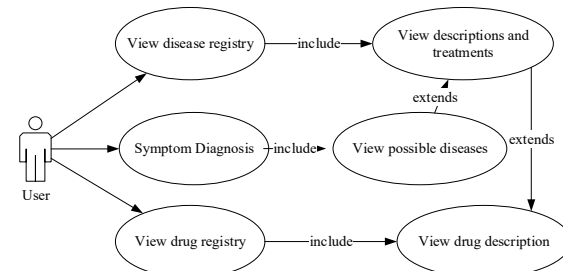 View disease registry
include
View descriptions and
treatments
extends
Symptom Diagnosis
include
View possible diseases
extends
User
View drug registry
include
View drug description